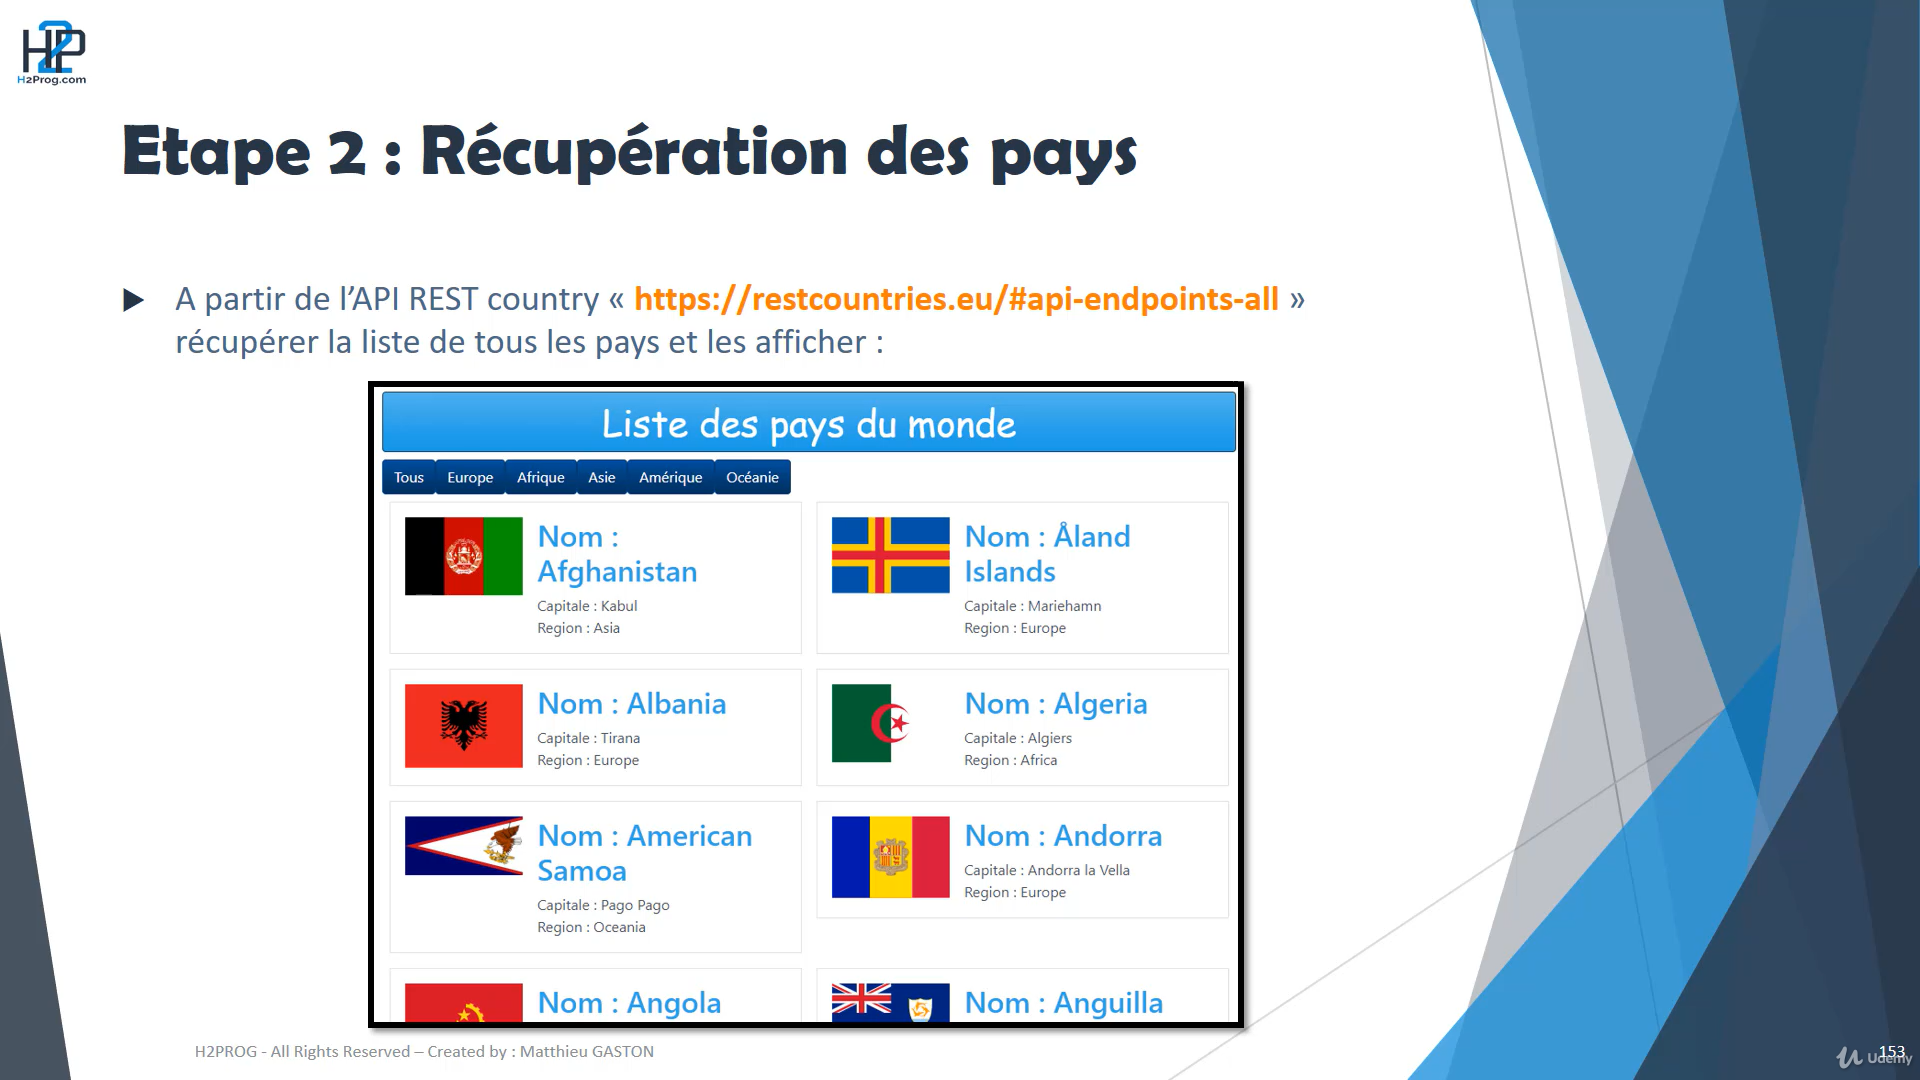 H2P
H2Prog.com
Etape 2 : Récupération des pays
A partir de l’API REST country « https://restcountries.eu/#api-endpoints-all »
récupérer la liste de tous les pays et les afficher :
Liste des pays du monde
Tous Europe Afrique Asie Amérique Océanie
Nom :
Afghanistan
Capitale : Kabul
Region : Asia
Nom : Åland
Islands
Capitale : Mariehamn
Region : Europe
Nom : Albania
Capitale : Tirana
Region : Europe
Nom : Algeria
Capitale : Algiers
Region : Africa
Nom : American
Samoa
Capitale : Pago Pago
Region : Oceania
Nom : Andorra
Capitale : Andorra la Vella
Region : Europe
Nom : Angola
Nom : Anguilla
H2PROG - All Rights Reserved – Created by : Matthieu GASTON
153
Udemy